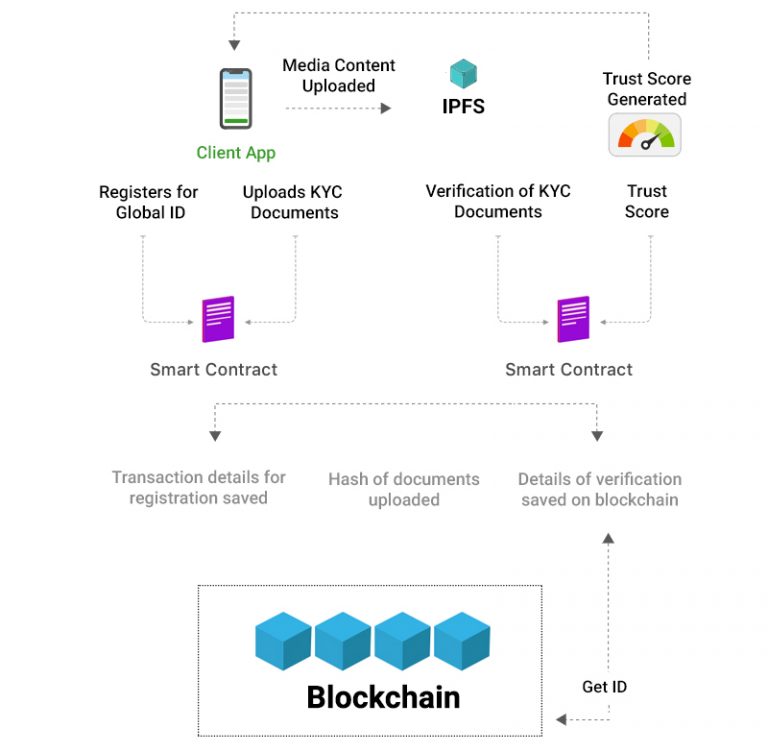 Media Content
Uploaded
IPFS
Trust Score
Generated
Client App
Registers for
Global ID
Uploads KYC
Documents
Verification of KYC
Documents
Trust
Score
Smart Contract
Smart Contract
Transaction details for
registration saved
Hash of documents
uploaded
Details of verification
saved on blockchain
Get ID
Blockchain